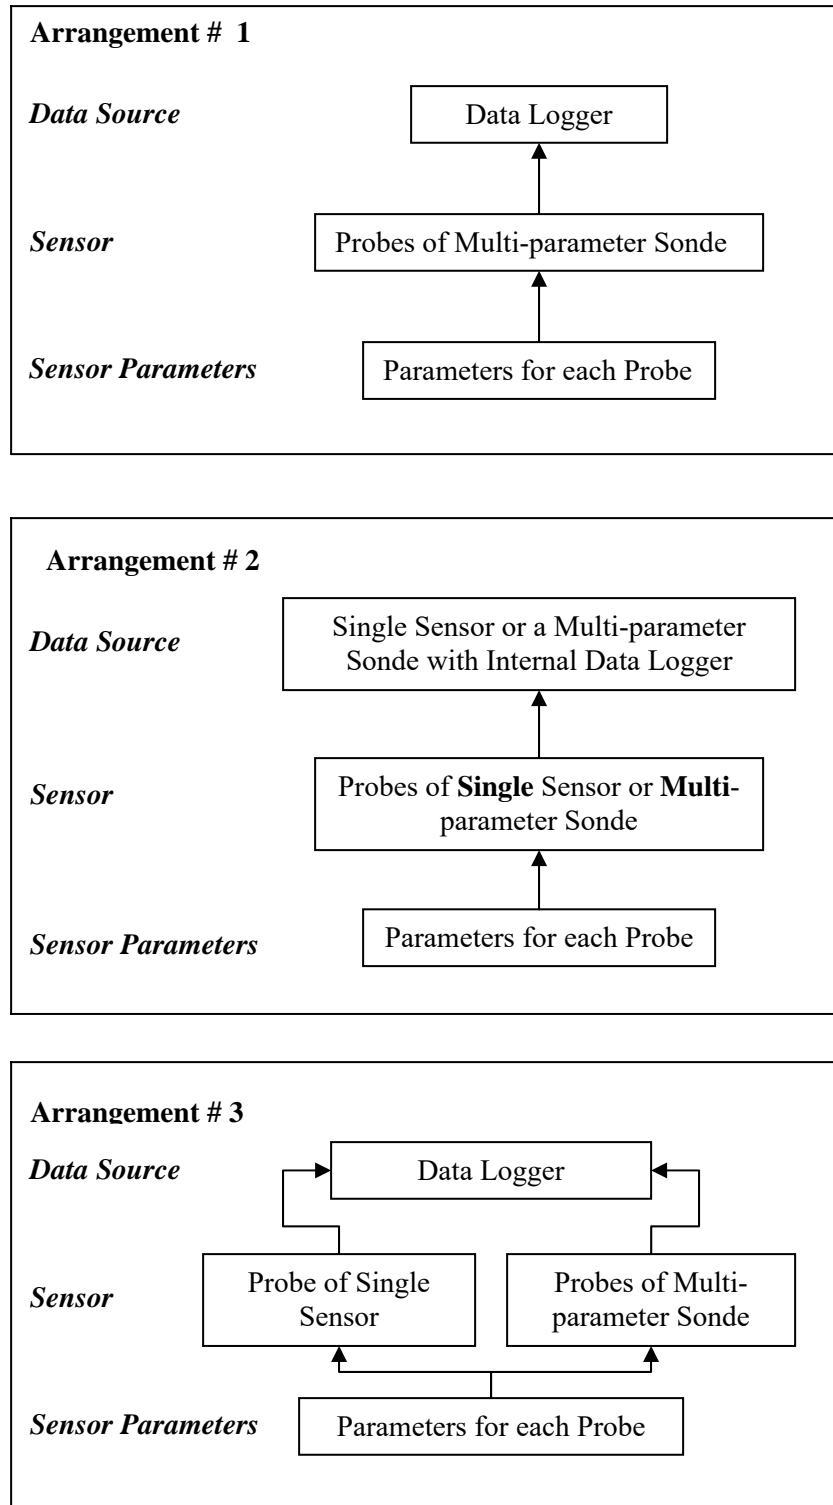 Arrangement #  1
Data Source
Data Logger
Sensor
Probes of Multi-parameter Sonde
Sensor Parameters
Parameters for each Probe
Arrangement # 2
Data Source
Single Sensor or a Multi-parameter
Sonde with Internal Data Logger
Sensor
Probes of Single Sensor or Multi-
parameter Sonde
Sensor Parameters
Parameters for each Probe
Arrangement # 3
Data Source
Data Logger
Sensor
Probe of Single
Sensor
Probes of Multi-
parameter Sonde
Sensor Parameters
Parameters for each Probe